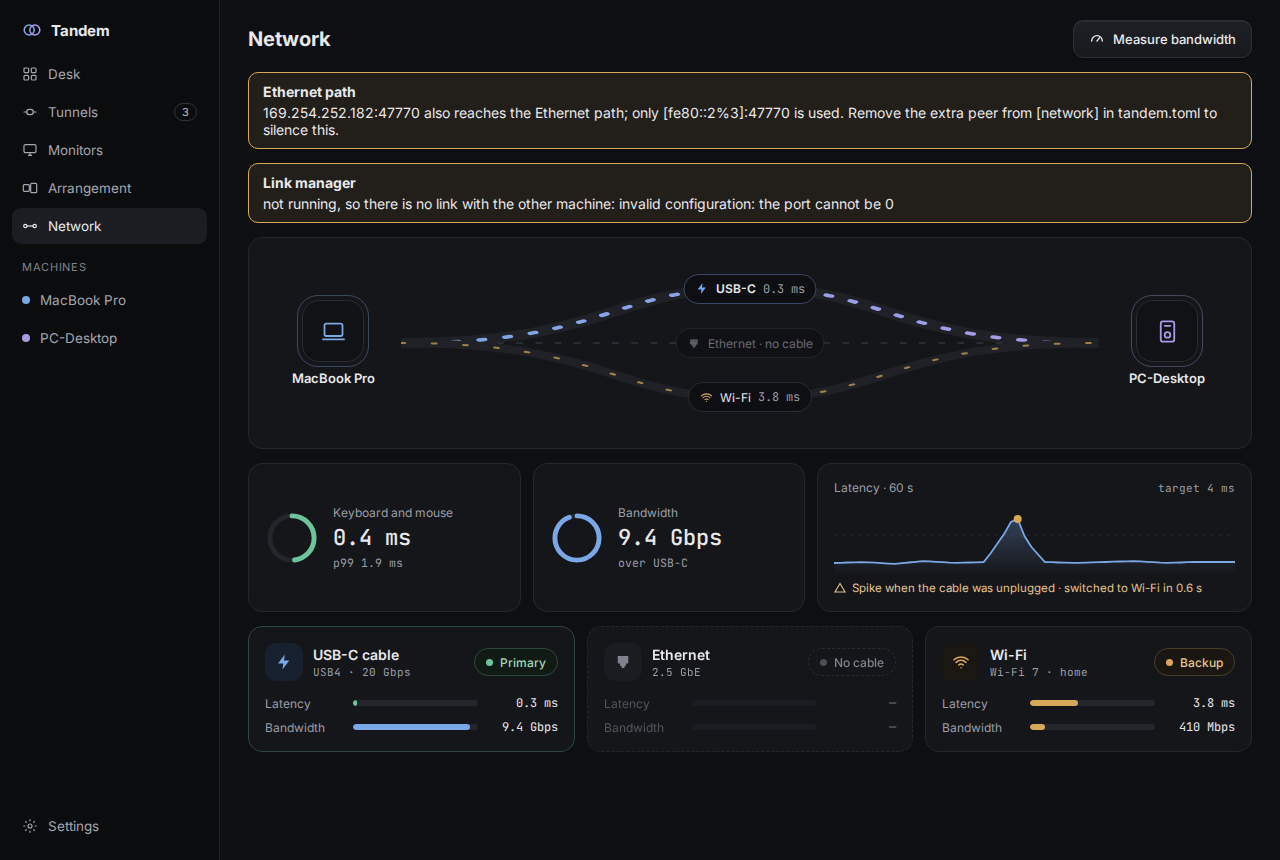 Tandem
Desk
Tunnels 3
Monitors
Arrangement
Network
MACHINES
MacBook Pro
PC-Desktop
Settings
Network
Measure bandwidth
Ethernet path
169.254.252.182:47770 also reaches the Ethernet path; only [fe80::2%3]:47770 is used. Remove the extra peer from [network] in tandem.toml to
silence this.
Link manager
not running, so there is no link with the other machine: invalid configuration: the port cannot be 0
USB-C 0.3 ms
Ethernet · no cable
Wi-Fi 3.8 ms
MacBook Pro
PC-Desktop
Keyboard and mouse
0.4 ms
p99 1.9 ms
Bandwidth
9.4 Gbps
over USB-C
Latency · 60 s
target 4 ms
Spike when the cable was unplugged · switched to Wi-Fi in 0.6 s
USB-C cable
USB4 · 20 Gbps
Primary
Latency 0.3 ms
Bandwidth 9.4 Gbps
Ethernet
2.5 GbE
No cable
Latency —
Bandwidth —
Wi-Fi
Wi-Fi 7 · home
Backup
Latency 3.8 ms
Bandwidth 410 Mbps